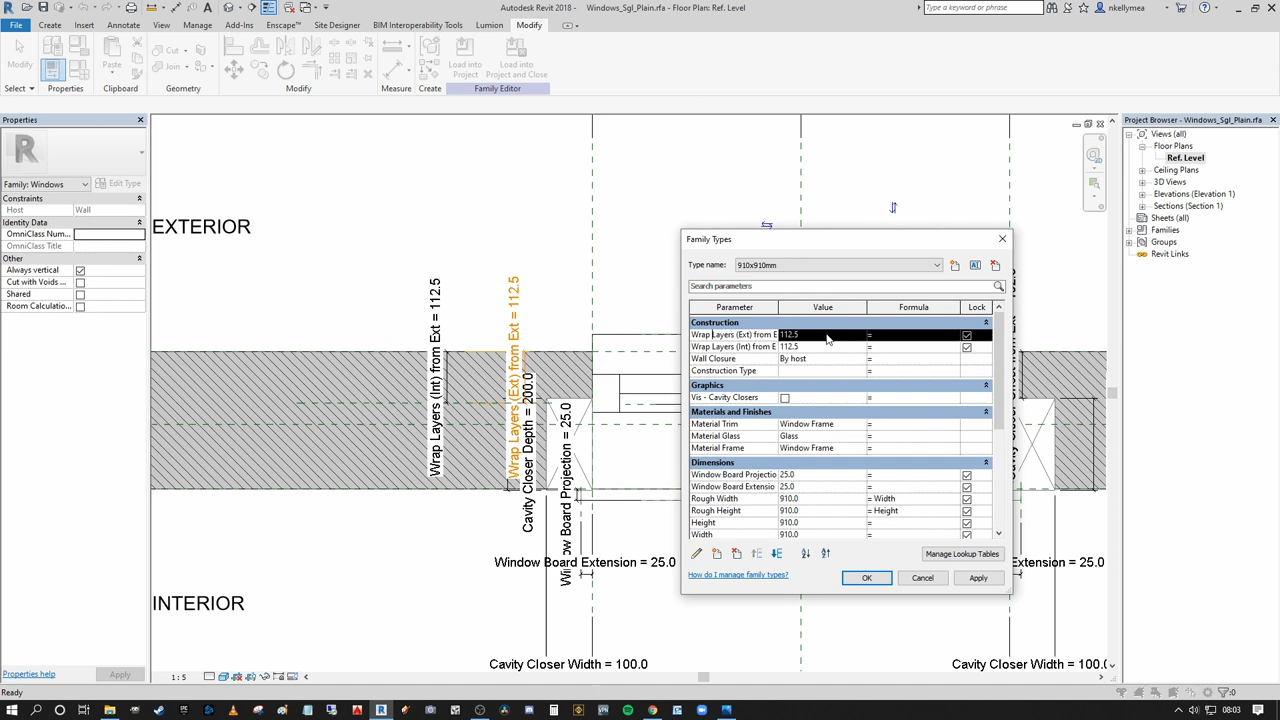 Autodesk Revit 2018 -    Windows_Sgl_Plain.rfa - Floor Plan: Ref. Level
Type a keyword or phrase
nkellymea
File
Create
Insert
Annotate
View
Manage
Add-Ins
Enscape™
Site Designer
BIM Interoperability Tools
Lumion
Modify
Modify
Paste
Cut
Join
Load into
Project
Load into
Project and Close
Select
Properties
Clipboard
Geometry
Modify
Measure
Create
Family Editor
Properties
R
Family: Windows
Edit Type
Constraints
Host
Wall
Identity Data
OmniClass Num...
OmniClass Title
Other
Always vertical
Cut with Voids ...
Shared
Room Calculatio...
Properties help
Apply
EXTERIOR
INTERIOR
Wrap Layers (Int) from Ext = 112.5
Wrap Layers (Ext) from Ext = 112.5
Cavity Closer Depth = 200.0
Window Board Projection = 25.0
Window Board Extension = 25.0
Extension = 25.0
Cavity Closer Width = 100.0
Cavity Closer Width = 100.0
Family Types
Type name:
910x910mm
Search parameters
Parameter
Value
Formula
Lock
Construction
Wrap Layers (Ext) from E
112.5
=
Wrap Layers (Int) from E
112.5
=
Wall Closure
By host
=
Construction Type
=
Graphics
Vis - Cavity Closers
=
Materials and Finishes
Material Trim
Window Frame
=
Material Glass
Glass
=
Material Frame
Window Frame
=
Dimensions
Window Board Projectio
25.0
=
Window Board Extensio
25.0
=
Rough Width
910.0
= Width
Rough Height
910.0
= Height
Height
910.0
=
Width
910.0
=
Manage Lookup Tables
How do I manage family types?
OK
Cancel
Apply
Project Browser - Windows_Sgl_Plain.rfa
Views (all)
Floor Plans
Ref. Level
Ceiling Plans
3D Views
Elevations (Elevation 1)
Sections (Section 1)
Sheets (all)
Families
Groups
Revit Links
1 : 5
Ready
:0
08:03